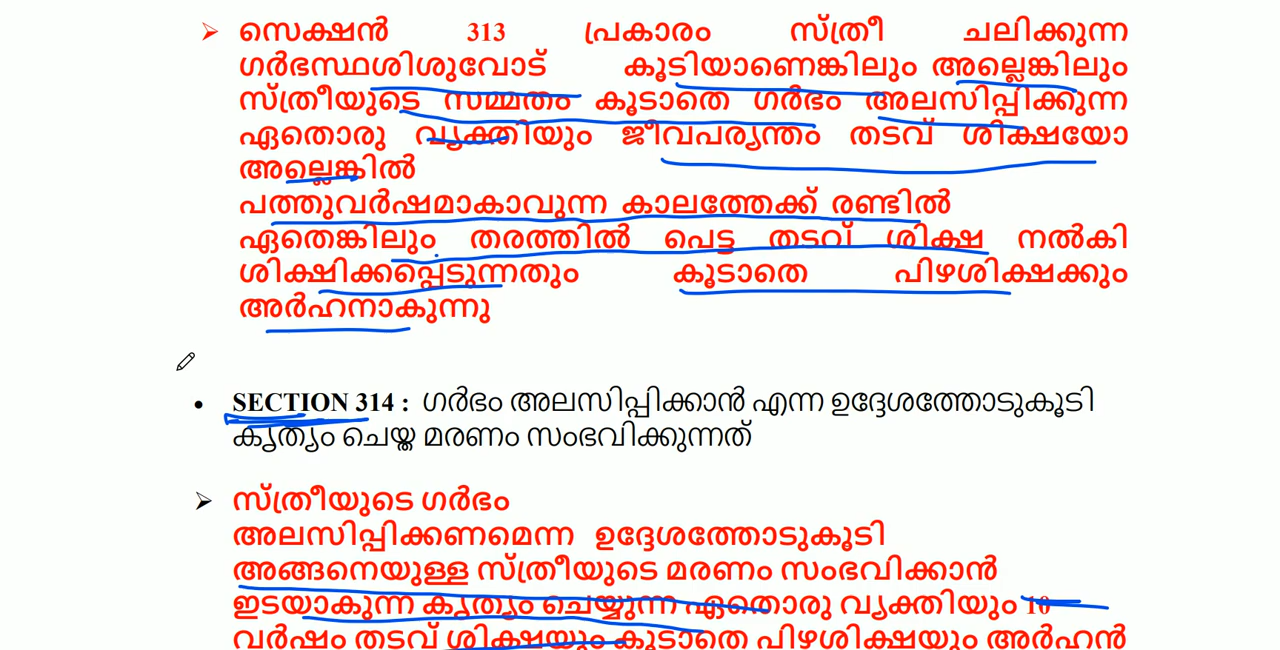 ➢ സെക്ഷൻ 313 പ്രകാരം സ്ത്രീ ചലിക്കുന്ന
ഗർഭസ്ഥശിശുവോട് കൂടിയാണെങ്കിലും അല്ലെങ്കിലും
സ്ത്രീയുടെ സമ്മതം കൂടാതെ ഗർഭം അലസിപ്പിക്കുന്ന
ഏതൊരു വ്യക്തിയും ജീവപര്യന്തം തടവ് ശിക്ഷയോ
അല്ലെങ്കിൽ
പത്തുവർഷമാകാവുന്ന കാലത്തേക്ക് രണ്ടിൽ
ഏതെങ്കിലും തരത്തിൽ പെട്ട തടവ് ശിക്ഷ നൽകി
ശിക്ഷിക്കപ്പെടുന്നതും കൂടാതെ പിഴശിക്ഷക്കും
അർഹനാകുന്നു
• SECTION 314 : ഗർഭം അലസിപ്പിക്കാൻ എന്ന ഉദ്ദേശത്തോടുകൂടി
കൃത്യം ചെയ്ത മരണം സംഭവിക്കുന്നത്
➢ സ്ത്രീയുടെ ഗർഭം
അലസിപ്പിക്കണമെന്ന ഉദ്ദേശത്തോടുകൂടി
അങ്ങനെയുള്ള സ്ത്രീയുടെ മരണം സംഭവിക്കാൻ
ഇടയാകുന്ന കൃത്യം ചെയ്യുന്ന ഏതൊരു വ്യക്തിയും 10
വർഷം തടവ് ശിക്ഷയും കൂടാതെ പിഴശിക്ഷയും അർഹൻ